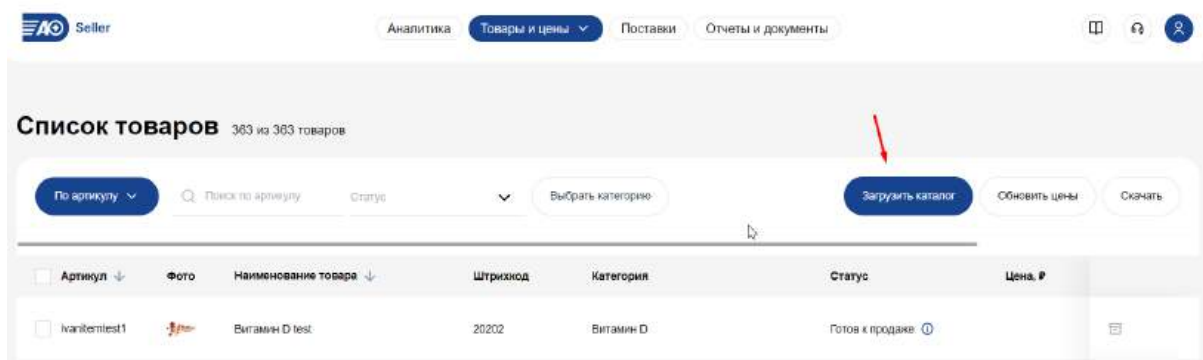 Seller
Аналитика Товары и цены Поставки Отчеты и документы
Список товаров 363 из 363 товаров
По артикулу Поиск по артикулу Статус Выбрать категорию Загрузить каталог Обновить цены Скачать
Артикул Фото Наименование товара Штрихкод Категория Статус Цена, ₽
ivanitemtest1 Витамин D test 20202 Витамин D Готов к продаже